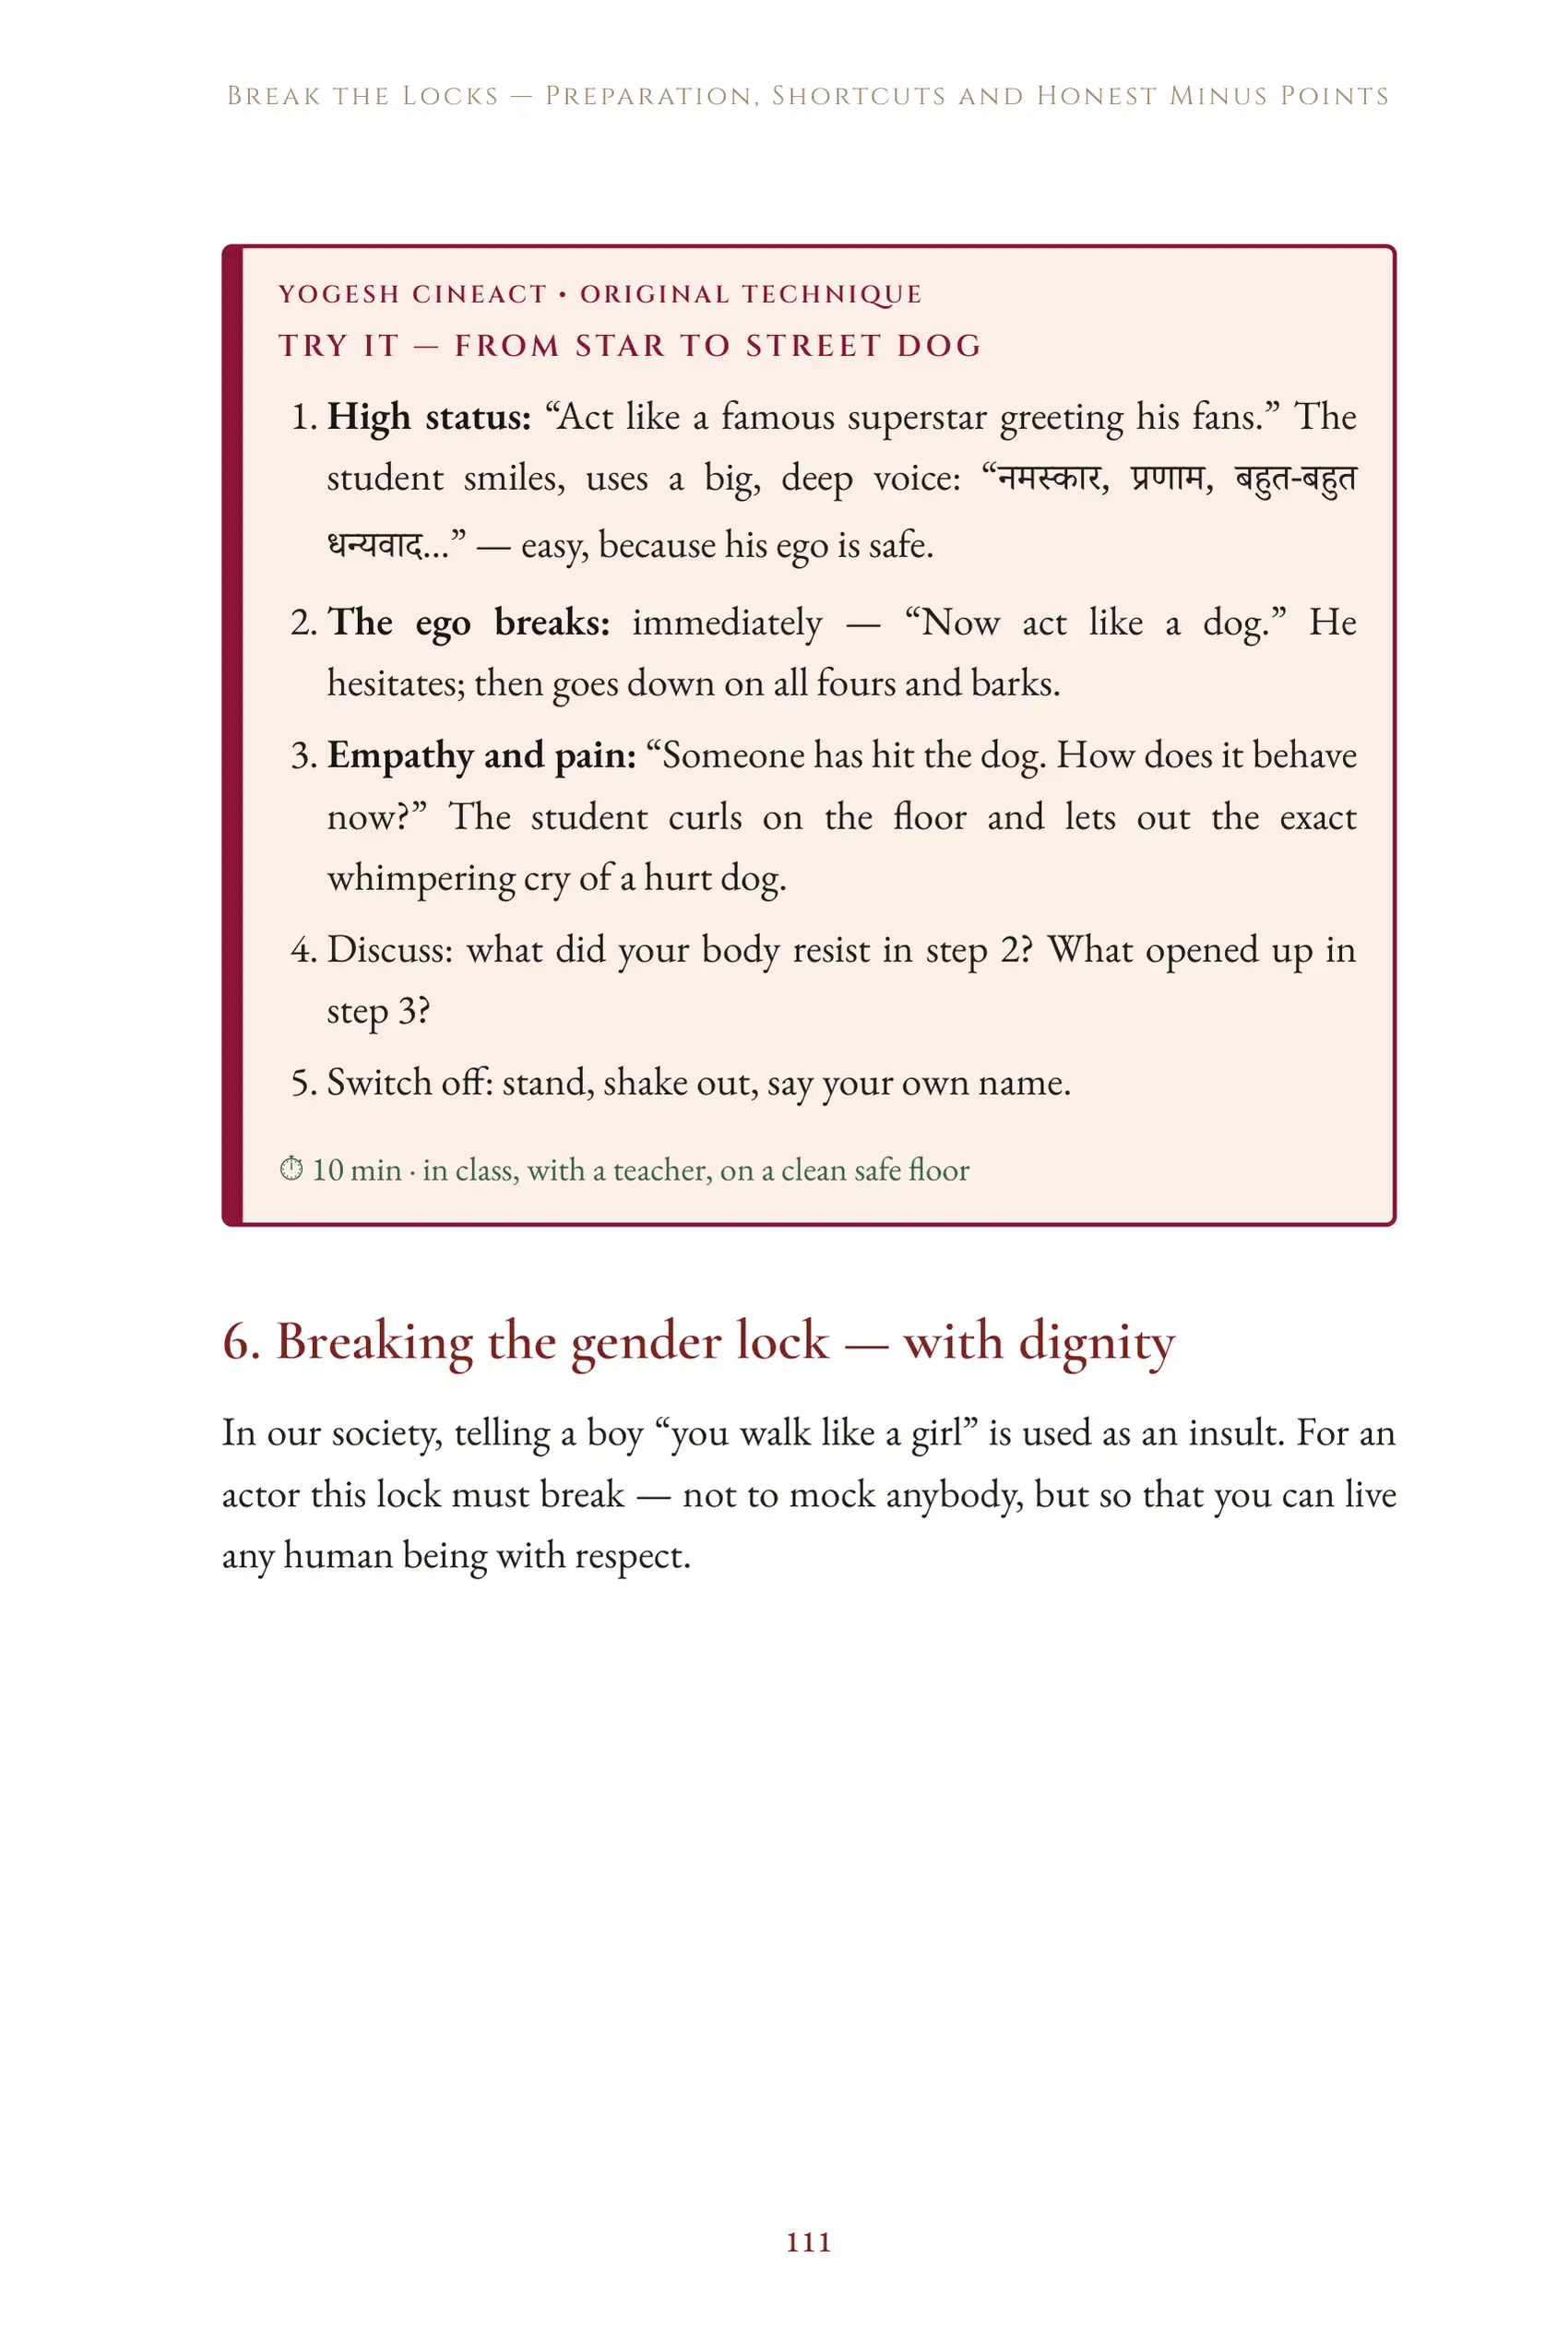 Break the Locks — Preparation, Shortcuts and Honest Minus Points
YOGESH CINEACT • ORIGINAL TECHNIQUE
TRY IT — FROM STAR TO STREET DOG
1. High status: “Act like a famous superstar greeting his fans.” The
student smiles, uses a big, deep voice: “नमस्कार, प्रणाम, बहुत-बहुत
धन्यवाद...” — easy, because his ego is safe.
2. The ego breaks: immediately — “Now act like a dog.” He
hesitates; then goes down on all fours and barks.
3. Empathy and pain: “Someone has hit the dog. How does it behave
now?” The student curls on the floor and lets out the exact
whimpering cry of a hurt dog.
4. Discuss: what did your body resist in step 2? What opened up in
step 3?
5. Switch off: stand, shake out, say your own name.
⏱ 10 min · in class, with a teacher, on a clean safe floor
6. Breaking the gender lock — with dignity
In our society, telling a boy “you walk like a girl” is used as an insult. For an
actor this lock must break — not to mock anybody, but so that you can live
any human being with respect.
111